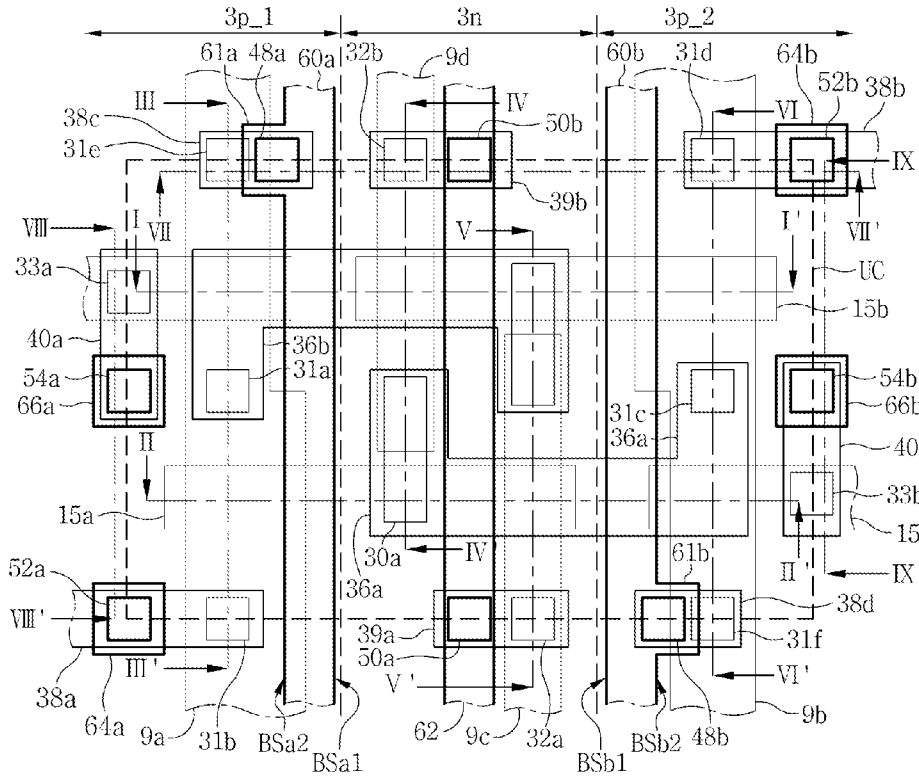 3p_1 3n 3p_2
61a 48a 60a 32b 9d 60b 31d 64b
52b
III IV VI 38b
38c 50b
31e IX
39b
VIII I VII V I' VII'
33a UC
15b
40a
36b
54a 31a 54b
66a 31c 66b
II 36a 40
33b
15a 15
30a IV 61b
36a II' IX
52a
38d
VIII' 39a
50a 31f
38a III' V' VI'
64a
9a 31b BSa2 BSa1 62 9c 32a BSb1 BSb2 48b 9b